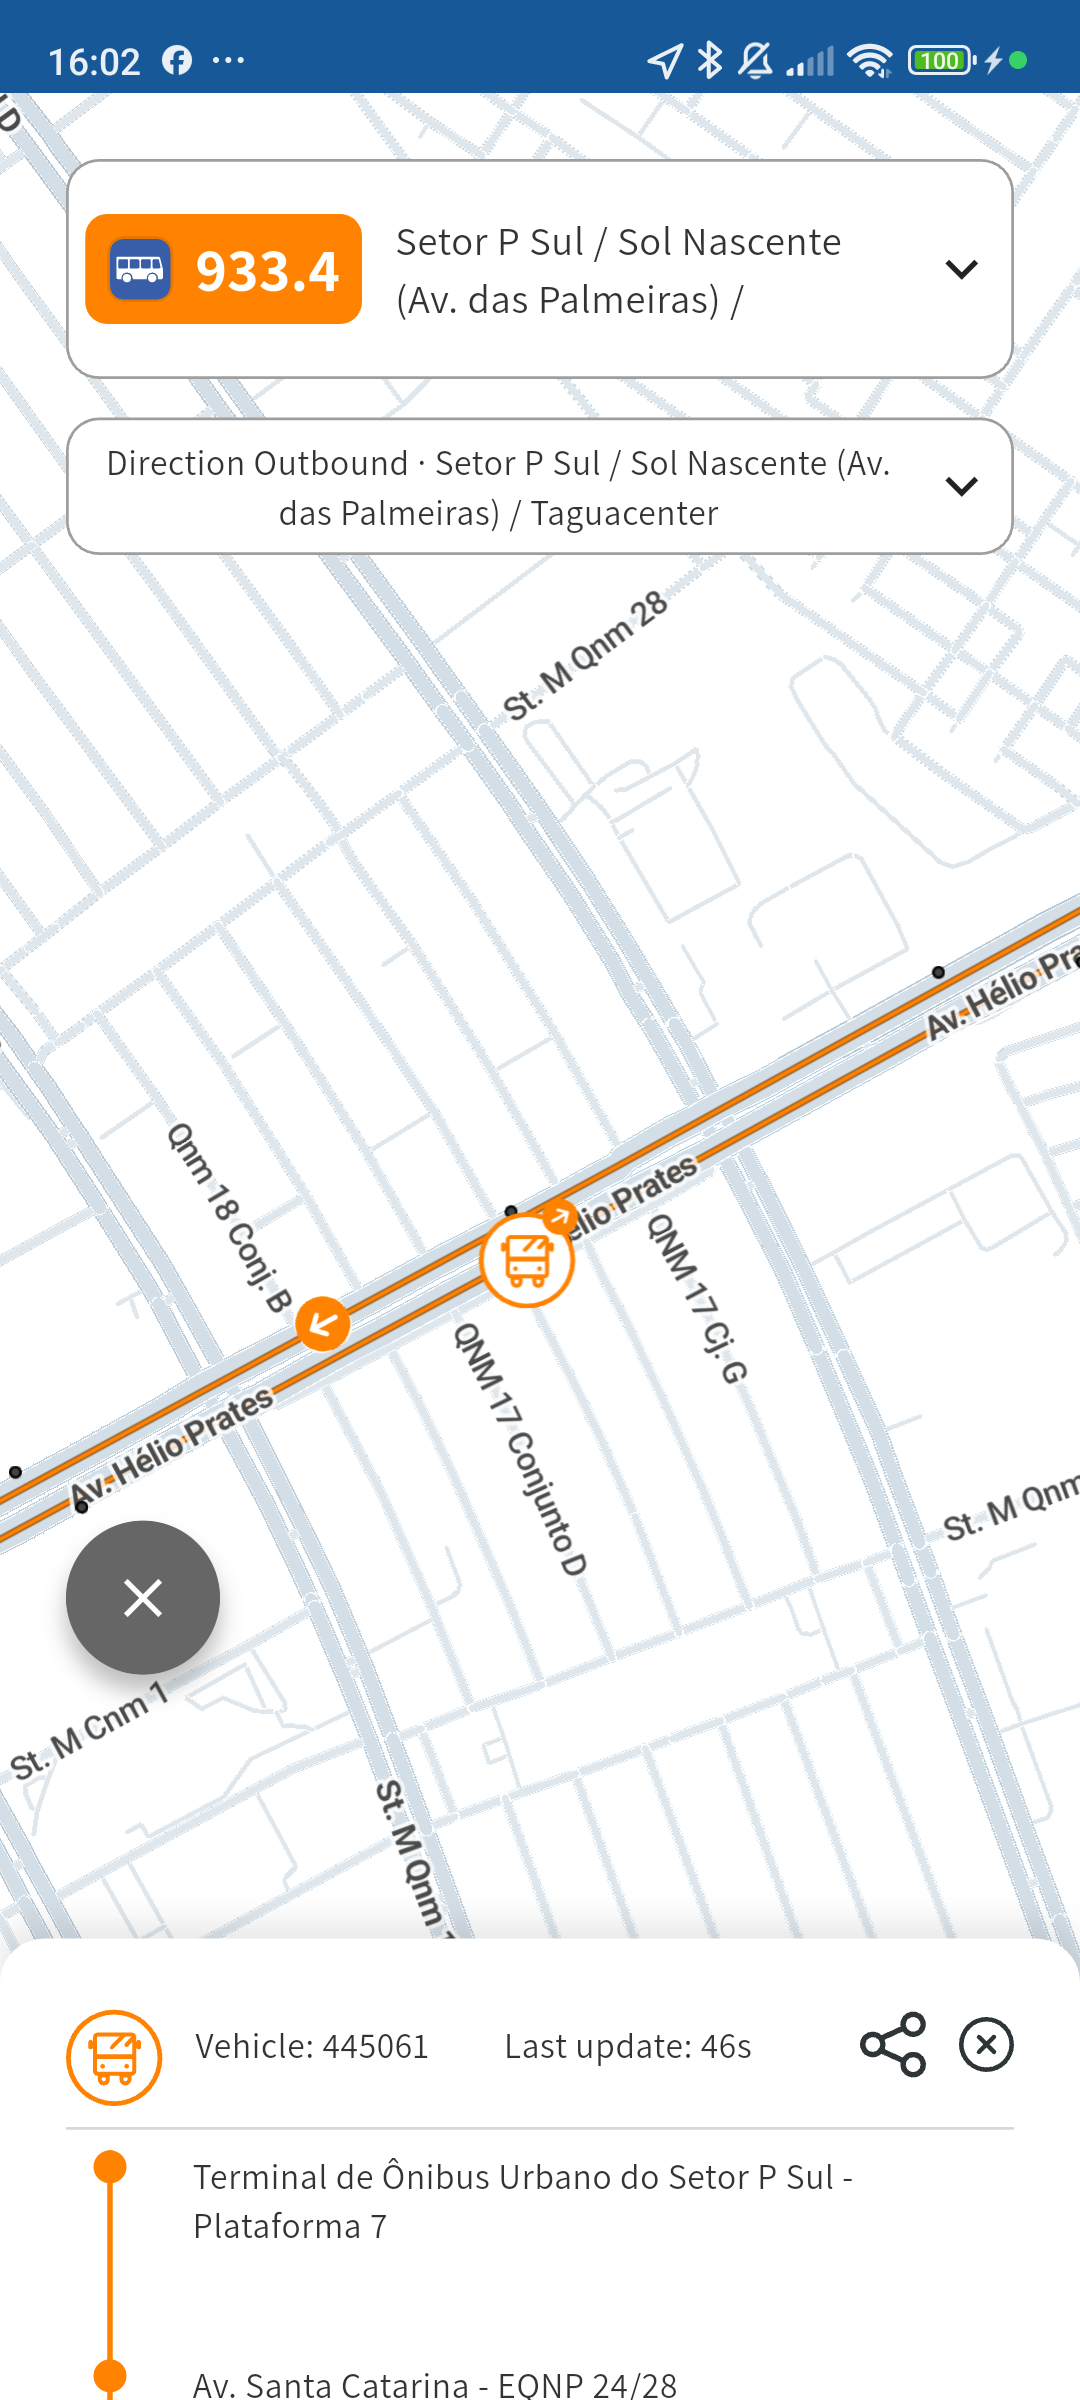 16:02
100
933.4
Setor P Sul / Sol Nascente
(Av. das Palmeiras) /
Direction Outbound · Setor P Sul / Sol Nascente (Av.
das Palmeiras) / Taguacenter
St. M Qnm 28
Av. Hélio Pra
Qnm 18 Conj. B
élio Prates
QNM 17 Cj. G
QNM 17 Conjunto D
Av. Hélio Prates
St. M Qnm
St. M Cnm 1
St. M Qnm 1
Vehicle: 445061
Last update: 46s
Terminal de Ônibus Urbano do Setor P Sul -
Plataforma 7
Av. Santa Catarina - EQNP 24/28